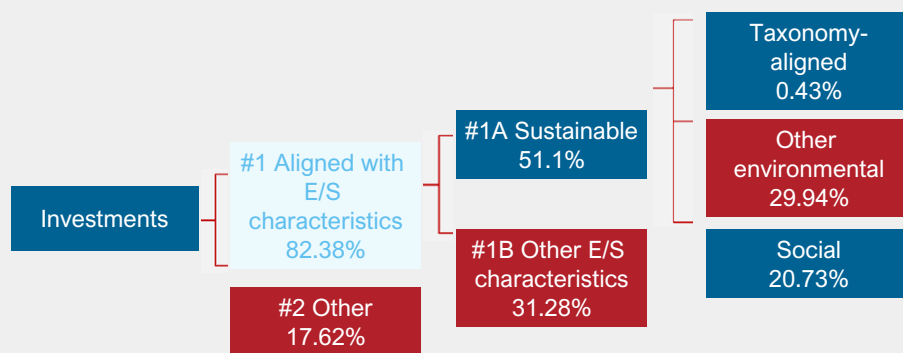 Investments
#1 Aligned with
E/S
characteristics
82.38%
#2 Other
17.62%
#1A Sustainable
51.1%
#1B Other E/S
characteristics
31.28%
Taxonomy-
aligned
0.43%
Other
environmental
29.94%
Social
20.73%